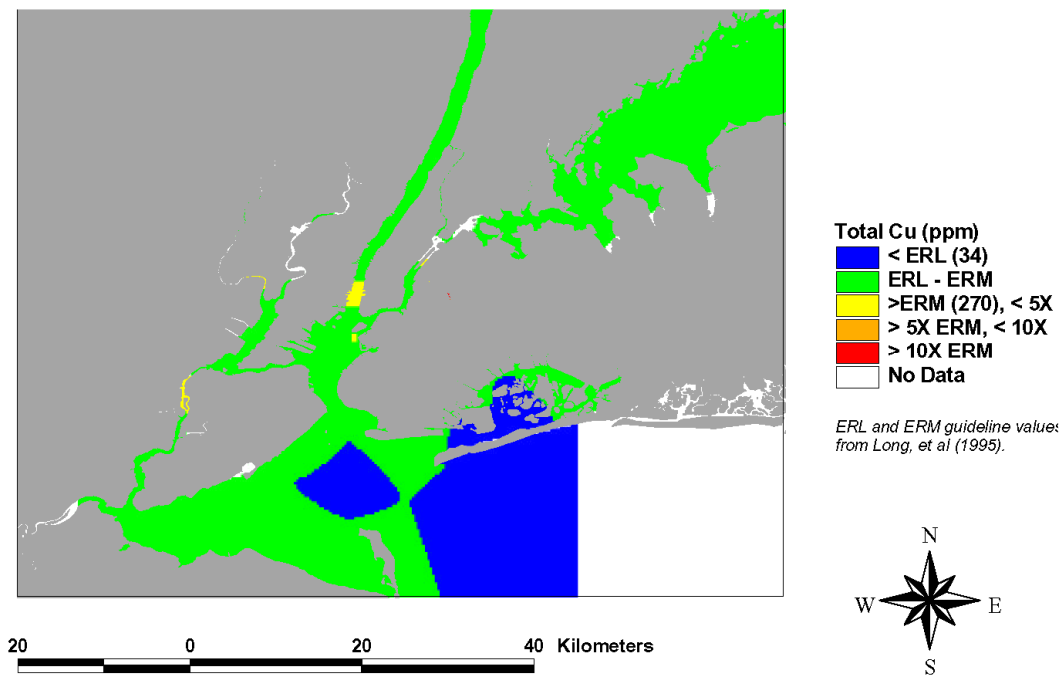 Total Cu (ppm)
< ERL (34)
ERL - ERM
>ERM (270), < 5X
> 5X ERM, < 10X
> 10X ERM
No Data
ERL and ERM guideline values
from Long, et al (1995).
N
W E
S
20 0 20 40 Kilometers